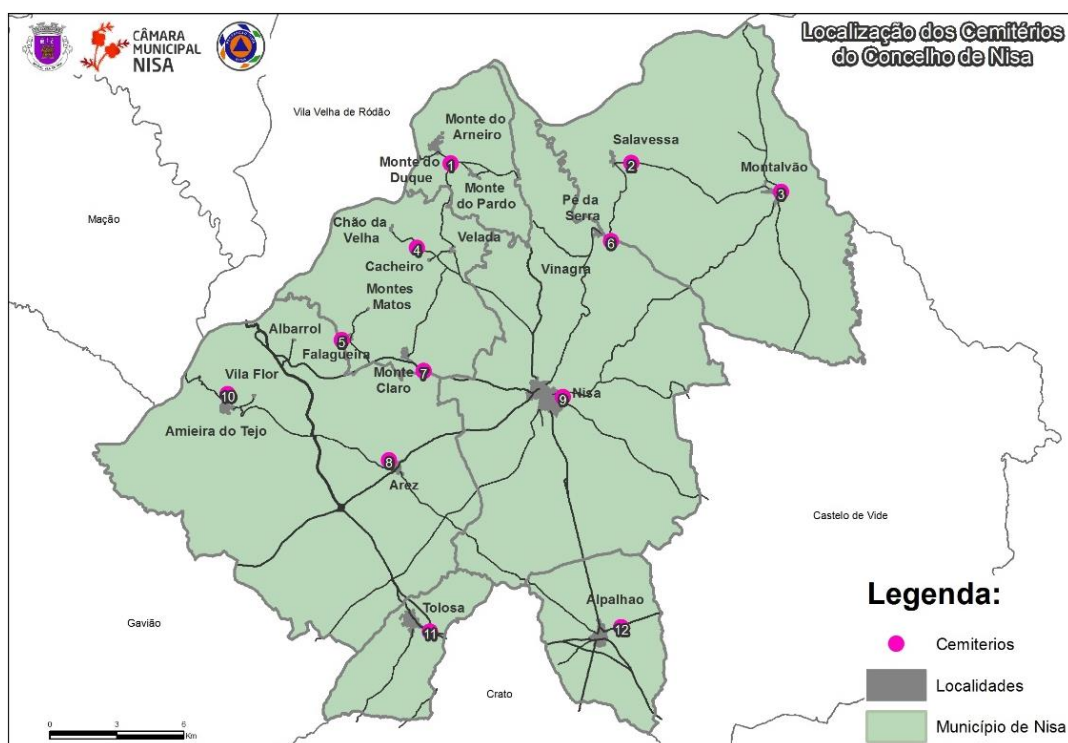 CÂMARA
MUNICIPAL
NISA
Localização dos Cemitérios
do Concelho de Nisa
Vila Velha de Ródão
Monte do
Arneiro
Salavessa
1
2
Monte do
Duque
Montalvão
3
Monte
do Pardo
Pé da
Serra
Mação
Chão da
Velha
Velada
6
4
Cacheiro
Vinagra
Montes
Matos
Albarrol
5
Falagueira
7
Monte
Claro
Vila Flor
10
Nisa
9
Amieira do Tejo
8
Arez
Castelo de Vide
Legenda:
Alpalhao
Tolosa
Gavião
12
11
Cemiterios
Localidades
Crato
Município de Nisa
0
3
6
Km